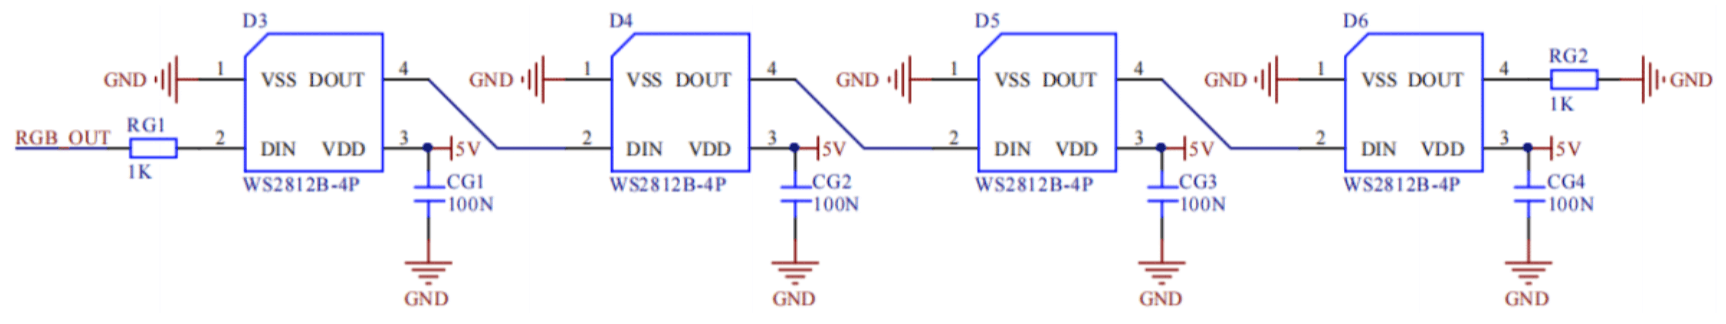 D3
D4
D5
D6
GND 1 VSS DOUT 4
GND 1 VSS DOUT 4
GND 1 VSS DOUT 4
GND 1 VSS DOUT 4 RG2 GND
1K
RGB_OUT RG1 2 DIN VDD 3 5V
1K
2 DIN VDD 3 5V
2 DIN VDD 3 5V
2 DIN VDD 3 5V
WS2812B-4P
WS2812B-4P
WS2812B-4P
WS2812B-4P
CG1
100N
CG2
100N
CG3
100N
CG4
100N
GND
GND
GND
GND